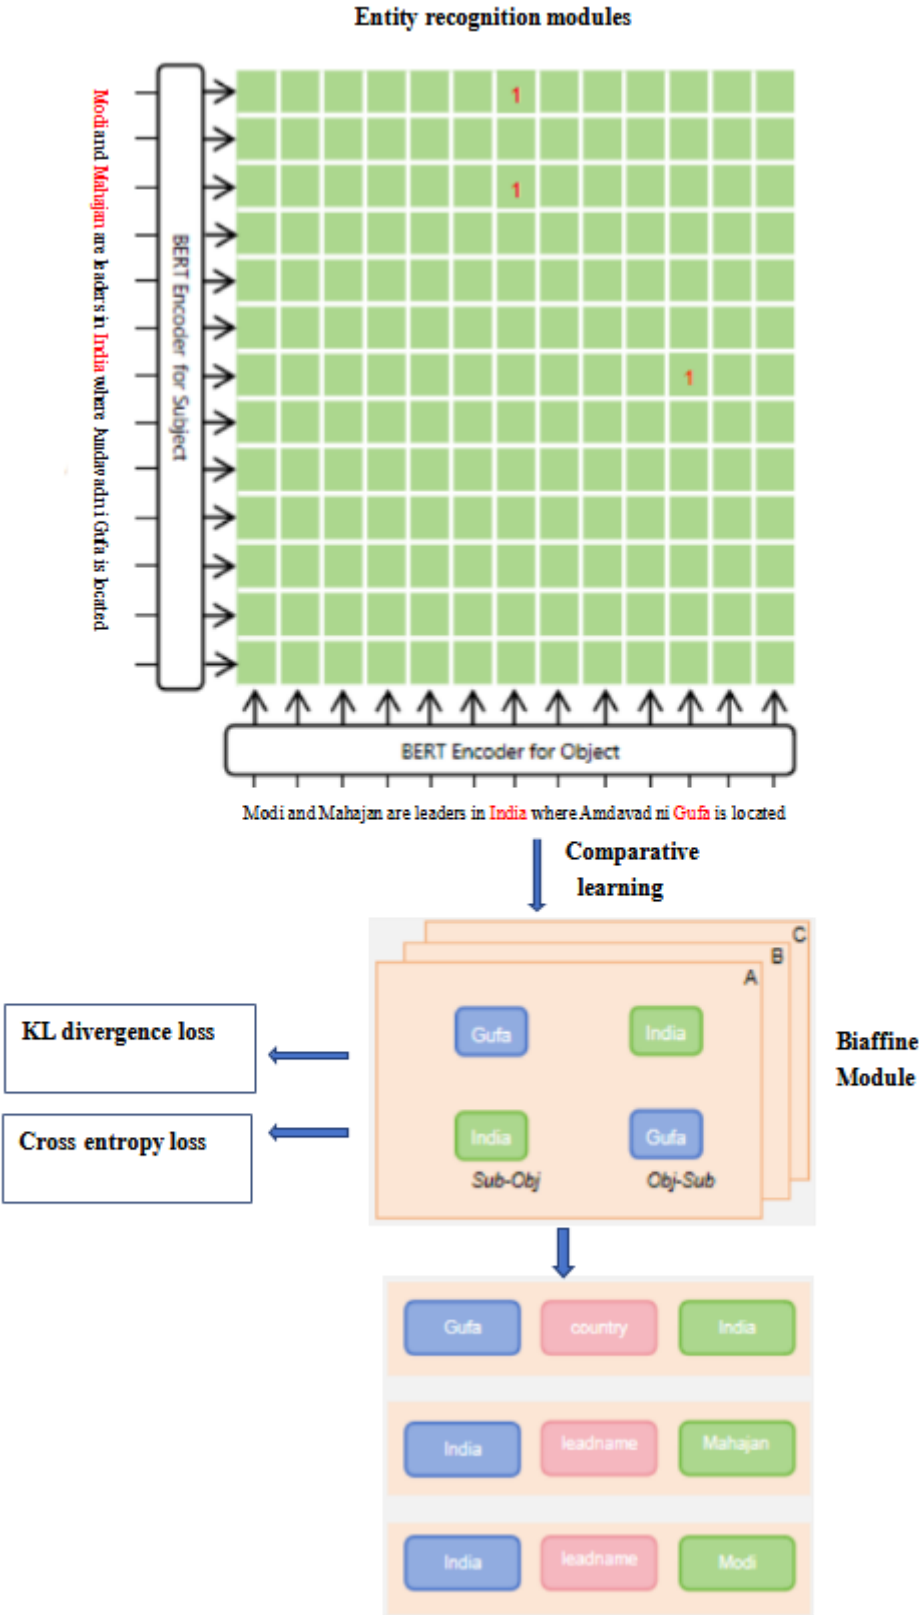 Entity recognition modules
Modi and Mahajan are leaders in India where Amdavad ni Gufa is located
BERT Encoder for Subject
1
1
1
BERT Encoder for Object
Modi and Mahajan are leaders in India where Amdavad ni Gufa is located
Comparative
learning
C
B
A
Gufa
India
India
Gufa
Sub-Obj
Obj-Sub
KL divergence loss
Cross entropy loss
Biaffine
Module
Gufa country India
India leadname Mahajan
India leadname Modi